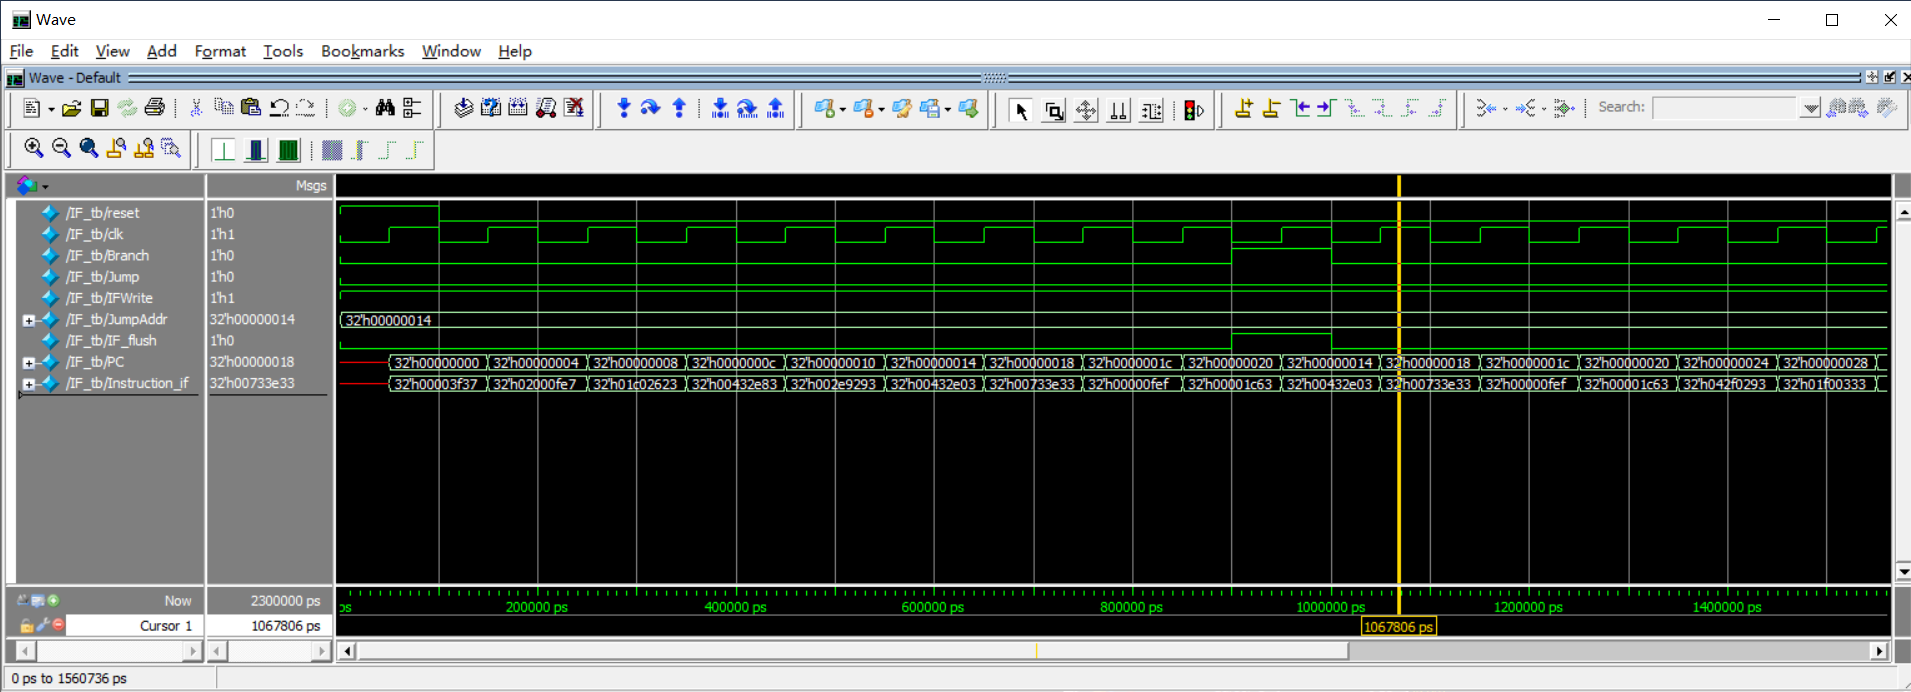 Wave
File Edit View Add Format Tools Bookmarks Window Help
Wave - Default
Search:
Msgs
/IF_tb/reset 1'h0
/IF_tb/clk 1'h1
/IF_tb/Branch 1'h0
/IF_tb/Jump 1'h0
/IF_tb/IFWrite 1'h1
/IF_tb/JumpAddr 32'h00000014 32'h00000014
/IF_tb/IF_flush 1'h0
/IF_tb/PC 32'h00000018 32'h00000000 32'h00000004 32'h00000008 32'h0000000c 32'h00000010 32'h00000014 32'h00000018 32'h0000001c 32'h00000020 32'h00000014 32'h00000018 32'h0000001c 32'h00000020 32'h00000024 32'h00000028
/IF_tb/Instruction_if 32'h00733e33 32'h00003f37 32'h02000fe7 32'h01c02623 32'h00432e83 32'h002e9293 32'h00432e03 32'h00733e33 32'h00000fef 32'h00001c63 32'h00432e03 32'h00733e33 32'h00000fef 32'h00001c63 32'h042f0293 32'h01f00333
Now 2300000 ps ps 200000 ps 400000 ps 600000 ps 800000 ps 1000000 ps 1200000 ps 1400000 ps
Cursor 1 1067806 ps 1067806 ps
0 ps to 1560736 ps